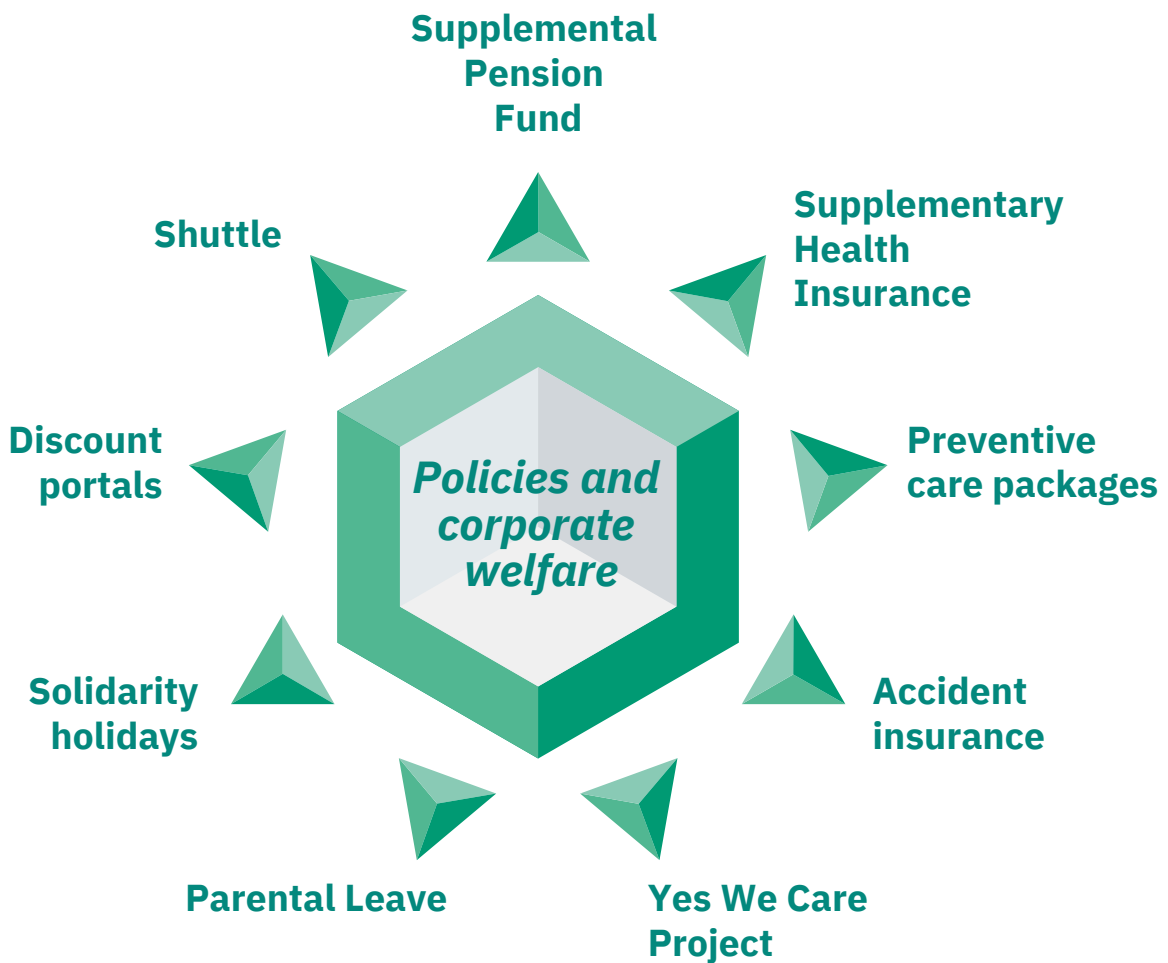 Supplemental
Pension
Fund
Supplementary
Health
Insurance
Shuttle
Discount
portals
Policies and
corporate
welfare
Preventive
care packages
Solidarity
holidays
Accident
insurance
Parental Leave
Yes We Care
Project